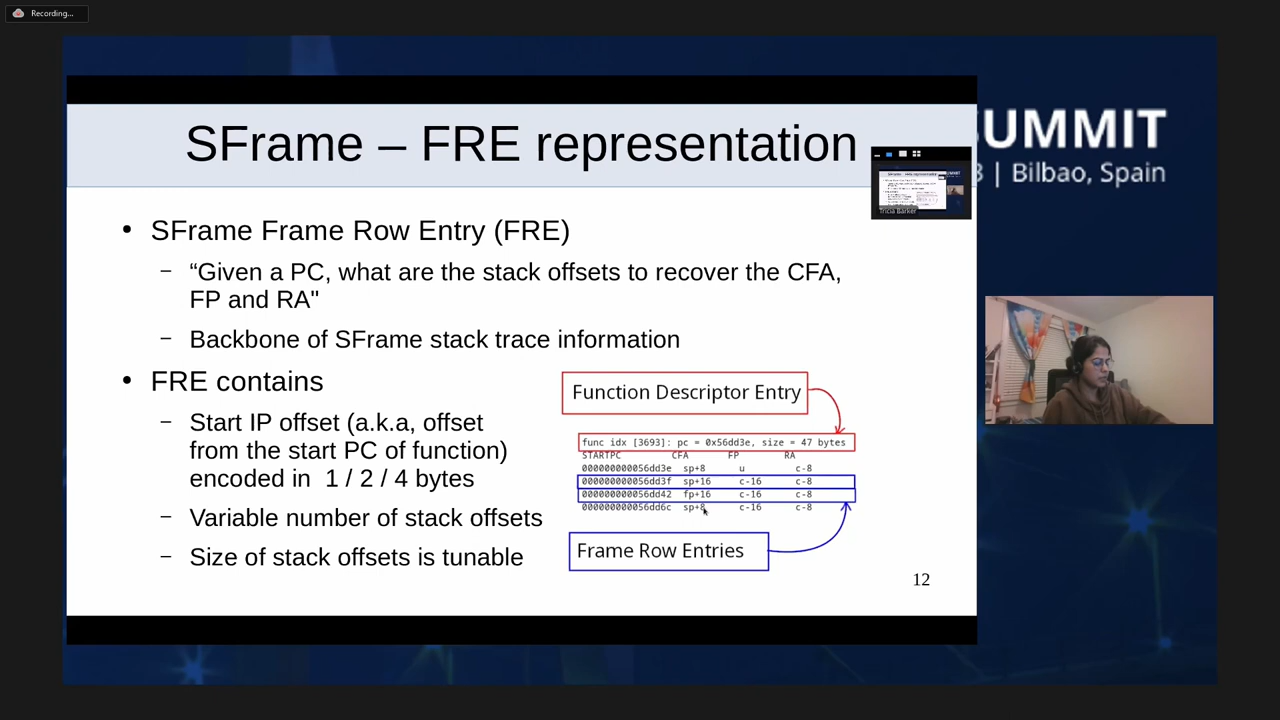 Recording...
SFrame – FRE representation
UMMIT
| Bilbao, Spain
Tricia Barker
• SFrame Frame Row Entry (FRE)
– “Given a PC, what are the stack offsets to recover the CFA,
FP and RA"
– Backbone of SFrame stack trace information
• FRE contains
– Start IP offset (a.k.a, offset
from the start PC of function)
encoded in 1 / 2 / 4 bytes
– Variable number of stack offsets
– Size of stack offsets is tunable
Function Descriptor Entry
func idx [3693]: pc = 0x56dd3e, size = 47 bytes
STARTPC CFA FP RA
000000000056dd3e sp+8 u c-8
000000000056dd3f sp+16 c-16 c-8
000000000056dd42 fp+16 c-16 c-8
000000000056dd6c sp+8 c-16 c-8
Frame Row Entries
12